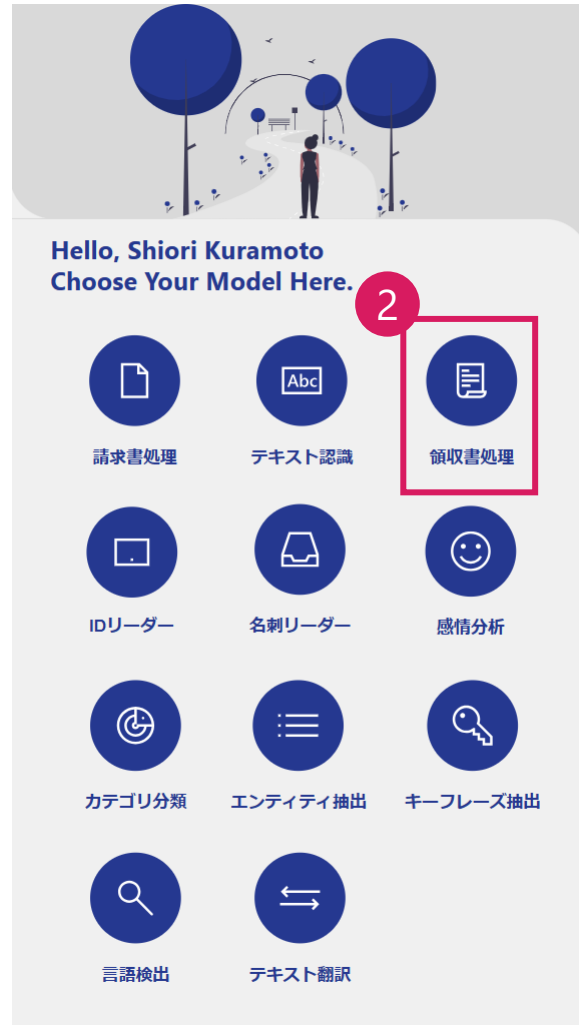 Hello, Shiori Kuramoto
Choose Your Model Here.
2
Abc
請求書処理
テキスト認識
領収書処理
IDリーダー
名刺リーダー
感情分析
カテゴリ分類
エンティティ抽出
キーフレーズ抽出
言語検出
テキスト翻訳